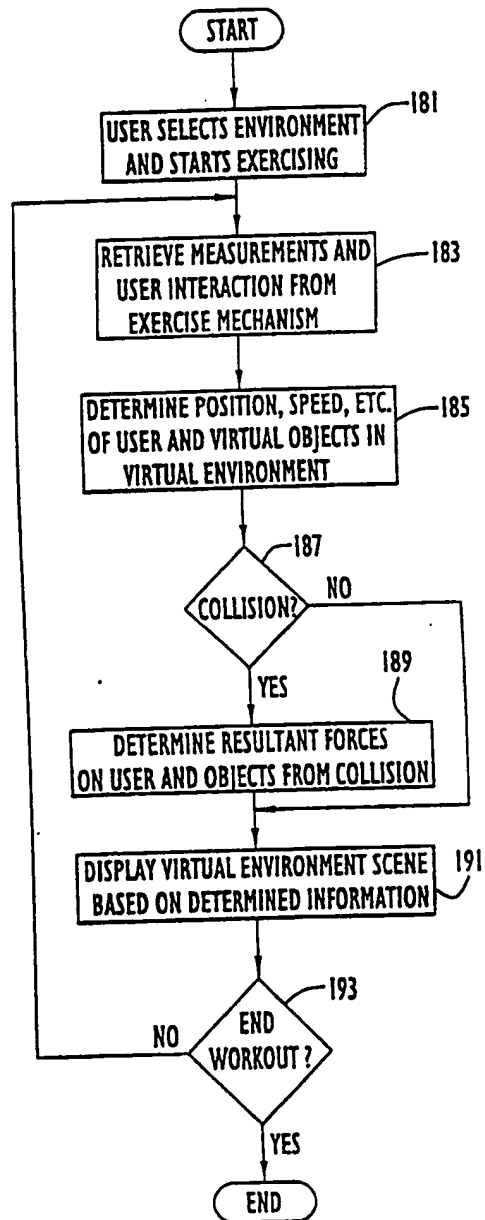 START
181
USER SELECTS ENVIRONMENT
AND STARTS EXERCISING
RETRIEVE MEASUREMENTS AND
USER INTERACTION FROM
EXERCISE MECHANISM
183
DETERMINE POSITION, SPEED, ETC.
OF USER AND VIRTUAL OBJECTS IN
VIRTUAL ENVIRONMENT
185
187
COLLISION?
NO
YES
189
DETERMINE RESULTANT FORCES
ON USER AND OBJECTS FROM COLLISION
DISPLAY VIRTUAL ENVIRONMENT SCENE
BASED ON DETERMINED INFORMATION
191
193
END
WORKOUT ?
NO
YES
END